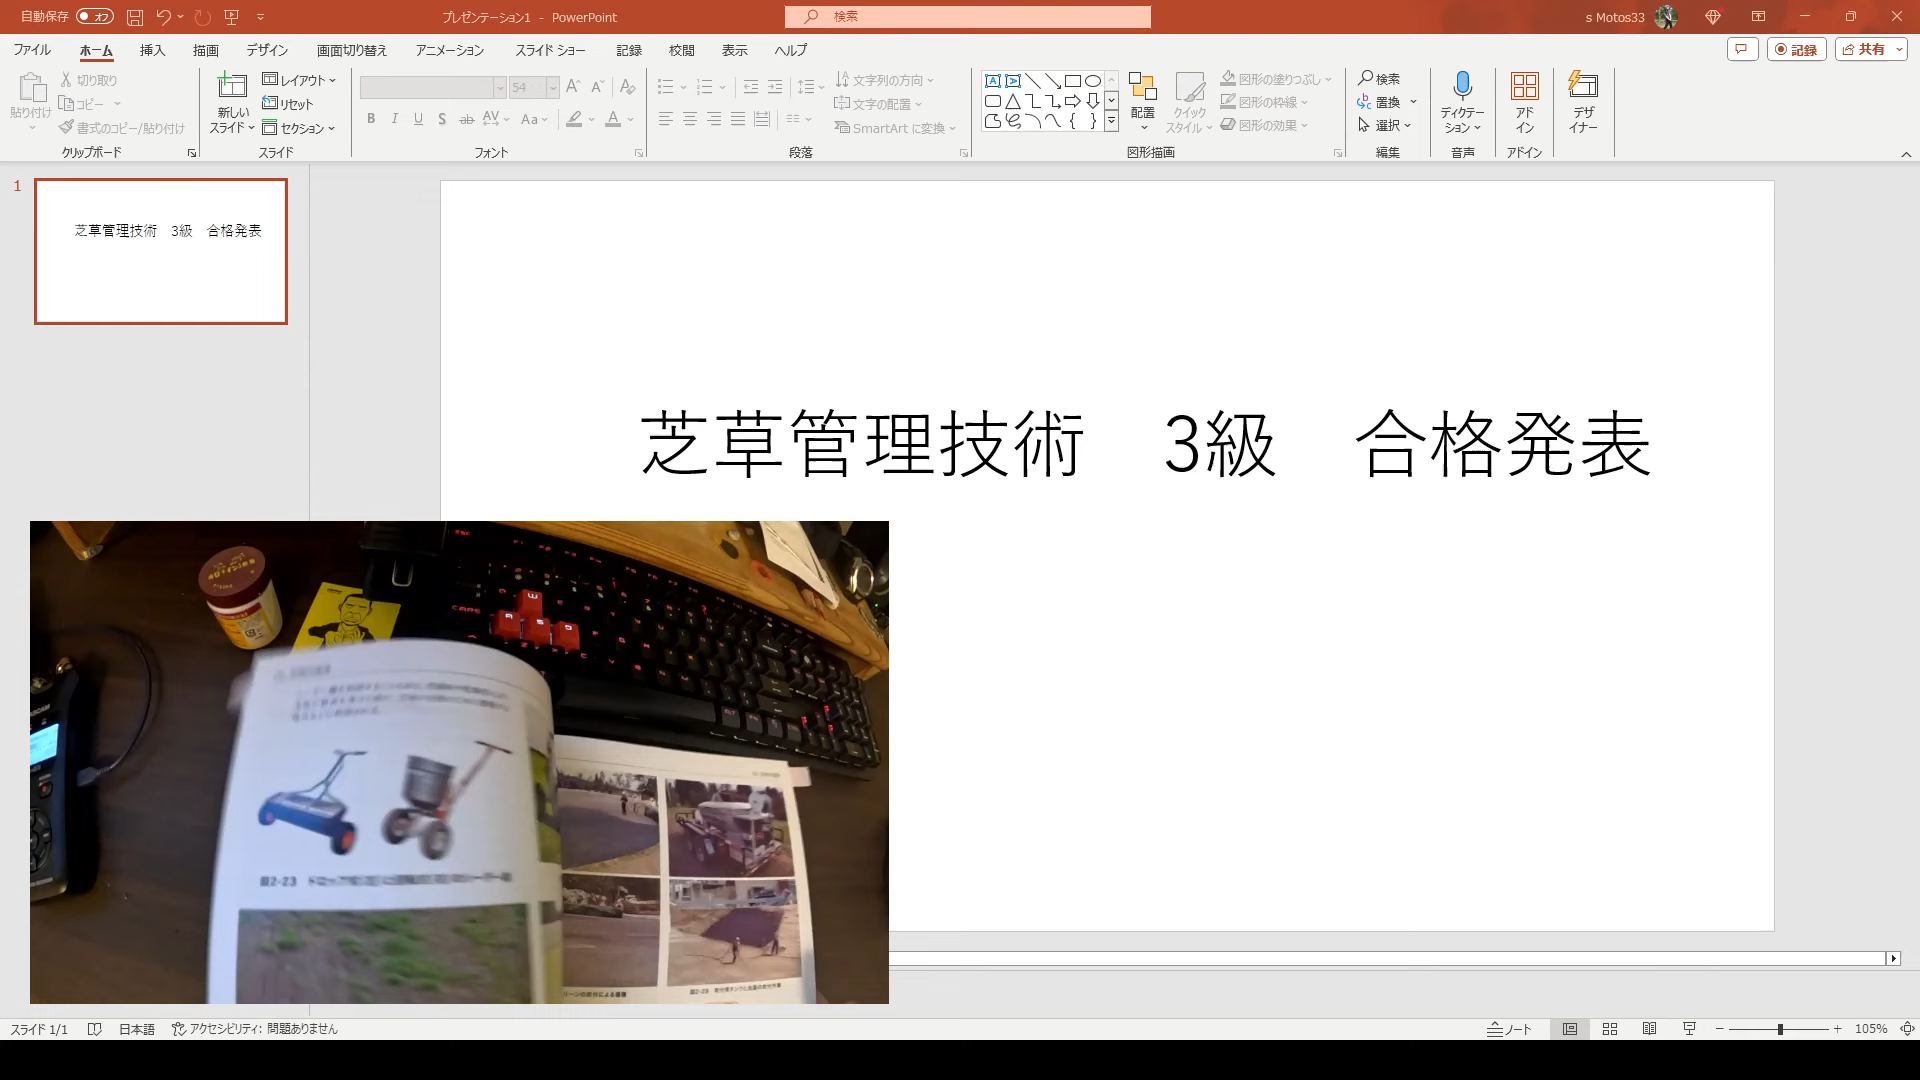 自動保存 オフ プレゼンテーション1 - PowerPoint 検索 s Motos33
ファイル ホーム 挿入 描画 デザイン 画面切り替え アニメーション スライド ショー 記録 校閲 表示 ヘルプ 記録 共有
貼り付け 切り取り コピー 書式のコピー/貼り付け
新しい スライド レイアウト リセット セクション
54
B I U S ab AV Aa A
文字列の方向 文字の配置 SmartArt に変換
配置 クイック スタイル 図形の塗りつぶし 図形の枠線 図形の効果
検索 置換 選択
ディクテーション アドイン デザイナー
クリップボード スライド フォント 段落 図形描画 編集 音声 アドイン
1
芝草管理技術 3級 合格発表
芝草管理技術 3級 合格発表
図2-23
スライド 1/1 日本語 アクセシビリティ: 問題ありません ノート 105%